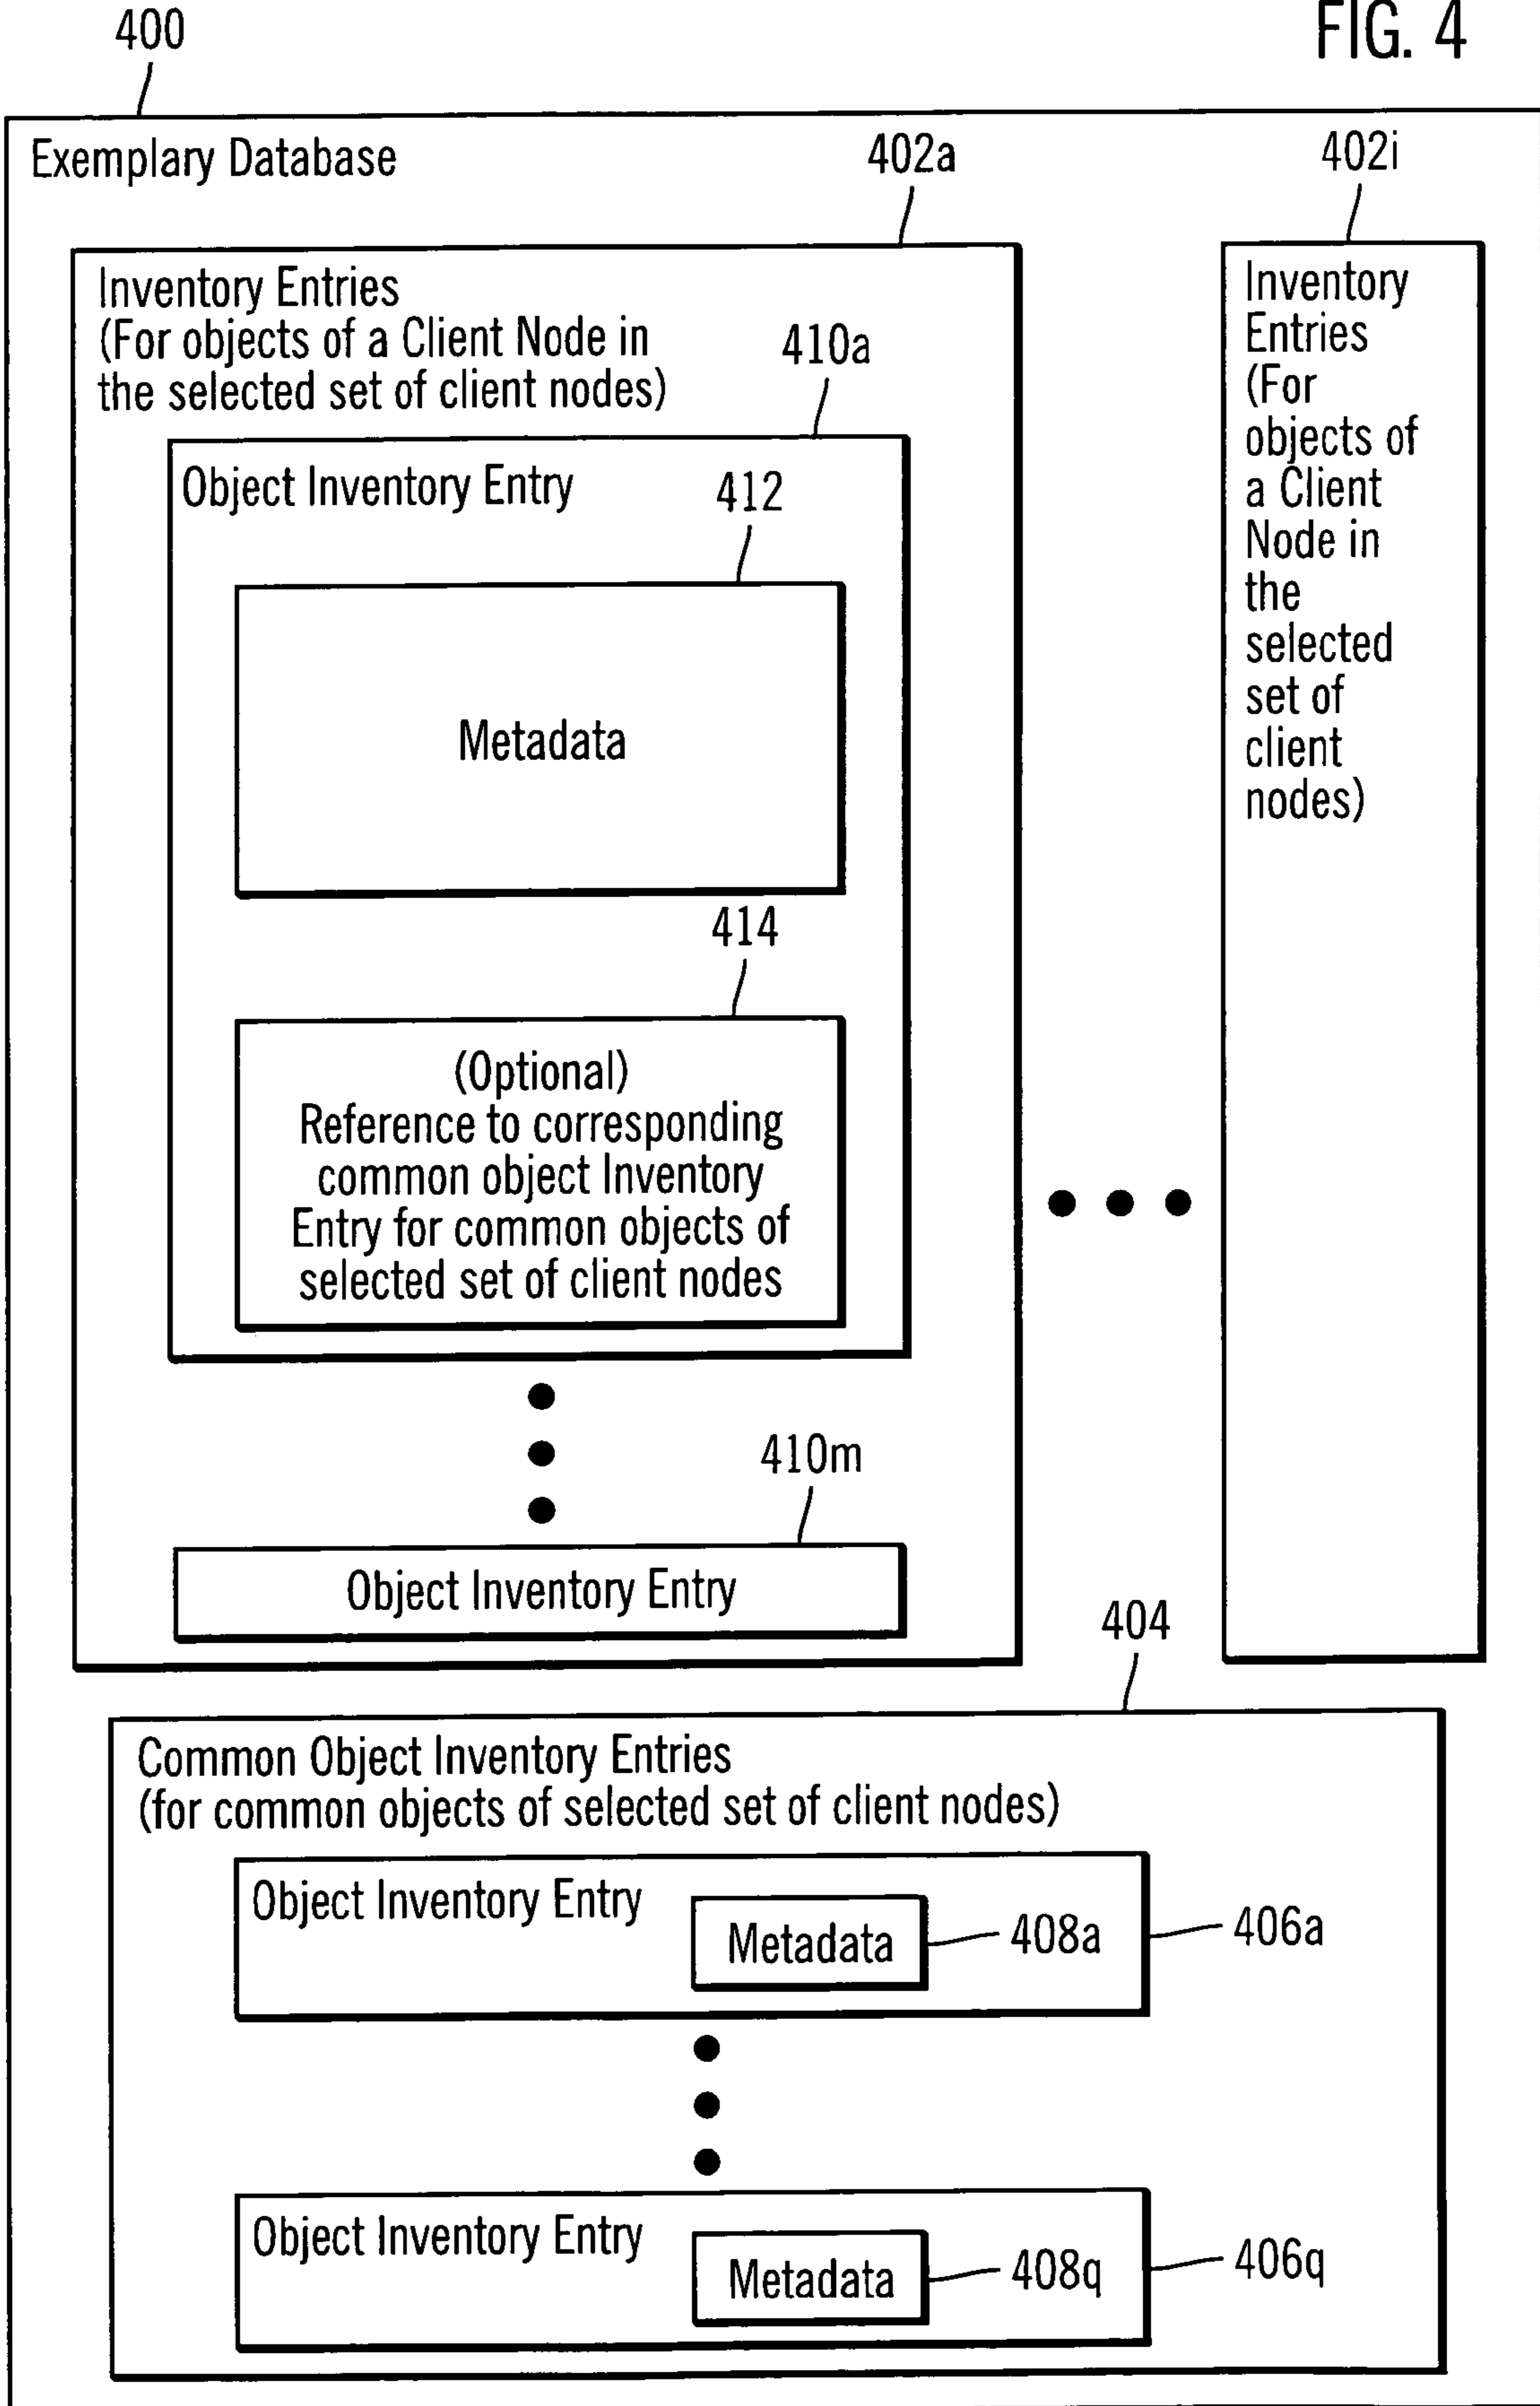 FIG. 4
400
Exemplary Database
402a
402i
Inventory Entries
(For objects of a Client Node in
the selected set of client nodes)
410a
Object Inventory Entry
412
Metadata
414
(Optional)
Reference to corresponding
common object Inventory
Entry for common objects of
selected set of client nodes
410m
Object Inventory Entry
Inventory
Entries
(For
objects of
a Client
Node in
the
selected
set of
client
nodes)
404
Common Object Inventory Entries
(for common objects of selected set of client nodes)
Object Inventory Entry
Metadata
408a
406a
Object Inventory Entry
Metadata
408q
406q